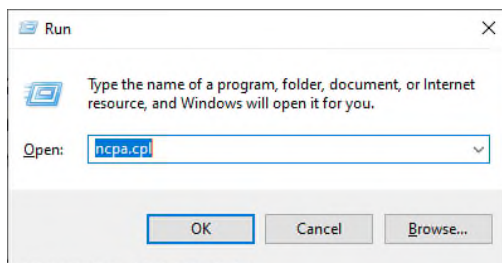 Run
Type the name of a program, folder, document, or Internet
resource, and Windows will open it for you.
Open: ncpa.cpl
OK Cancel Browse...